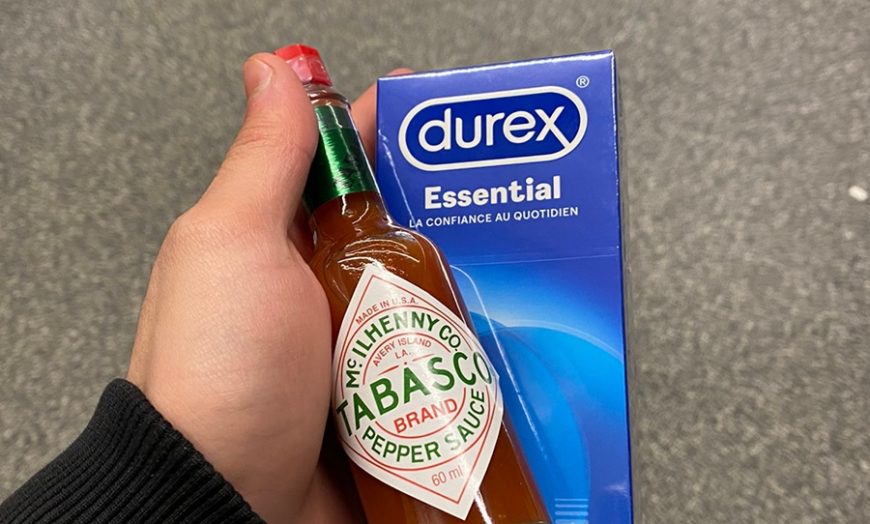 durex®
Essential
LA CONFIANCE AU QUOTIDIEN
MADE IN U.S.A.
McILHENNY CO.
AVERY ISLAND
LA.
TABASCO
BRAND
PEPPER SAUCE
60 ml